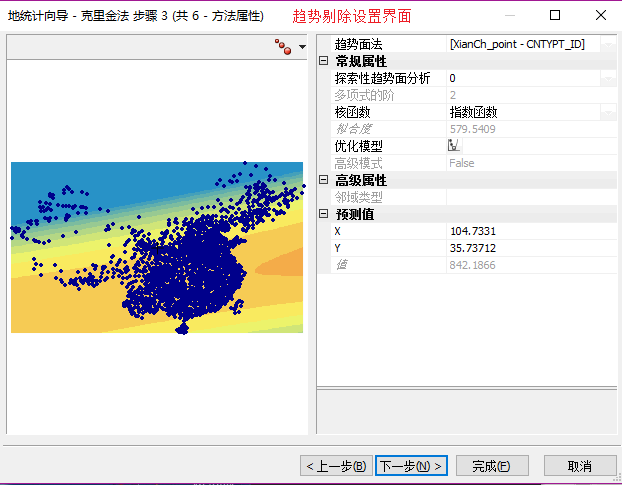 地统计向导 - 克里金法 步骤 3 (共 6 - 方法属性)
趋势剔除设置界面
趋势面法 [XianCh_point - CNTYPT_ID]
常规属性
探索性趋势面分析 0
多项式的阶 2
核函数 指数函数
拟合度 579.5409
优化模型
高级模式 False
高级属性
邻域类型
预测值
X 104.7331
Y 35.73712
值 842.1866
< 上一步(B) 下一步(N) > 完成(F) 取消